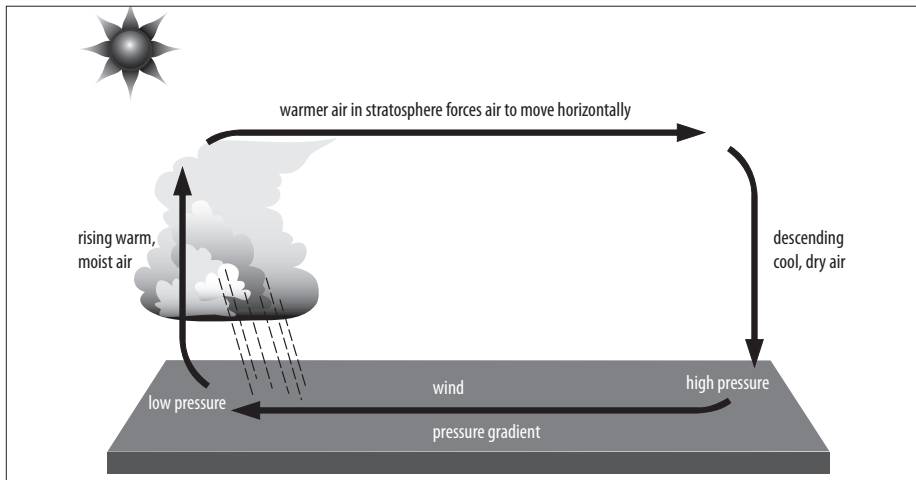 warmer air in stratosphere forces air to move horizontally
rising warm,
moist air
descending
cool, dry air
wind
high pressure
low pressure
pressure gradient